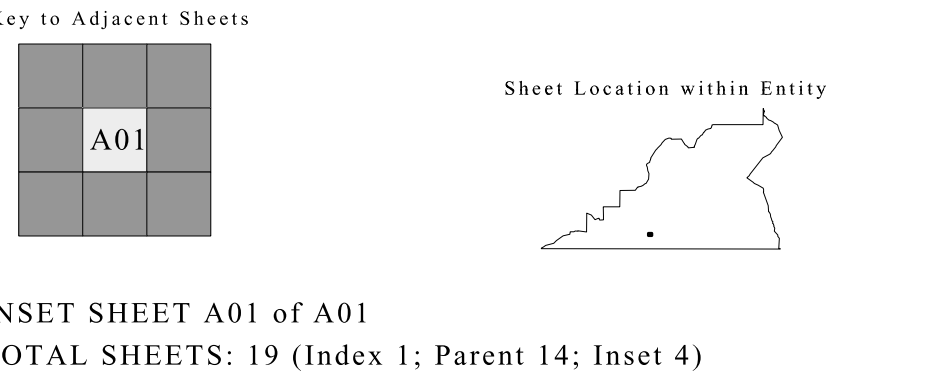 ey to Adjacent Sheets
A01
Sheet Location within Entity
NSET SHEET A01 of A01
OTAL SHEETS: 19 (Index 1; Parent 14; Inset 4)